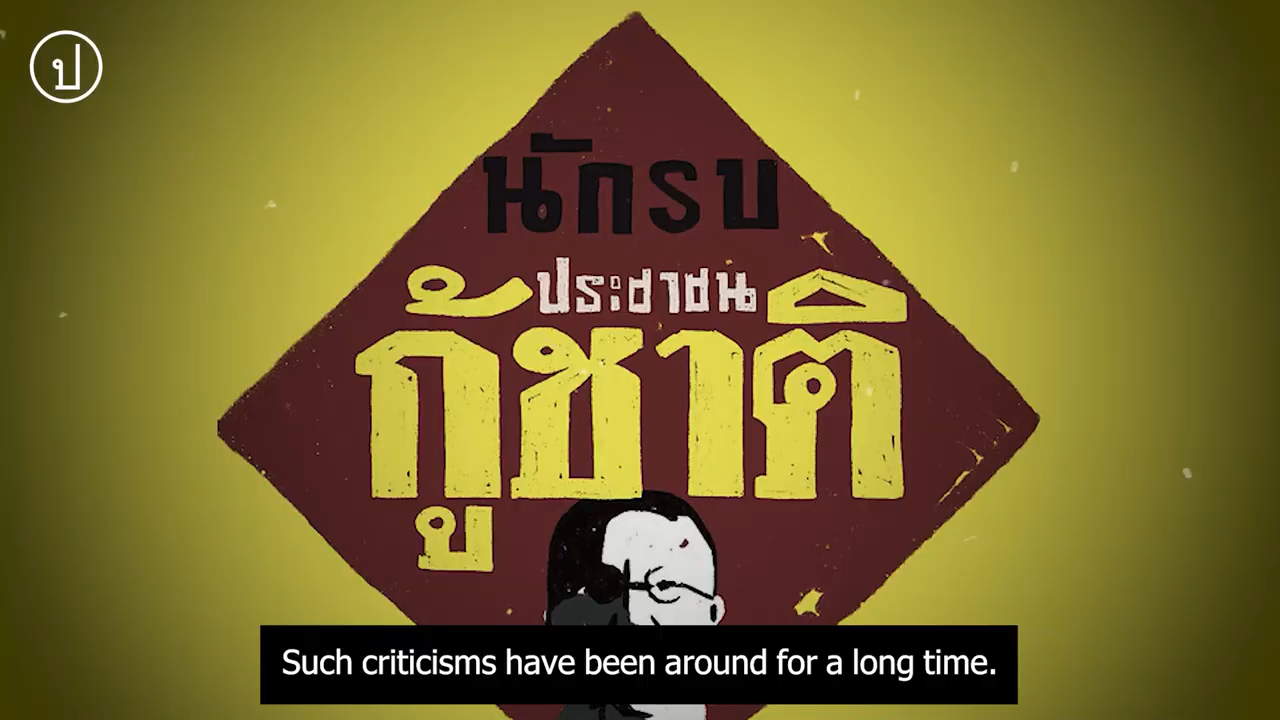 ป
นักรบ
ประชาชน
กู้ชาติ
Such criticisms have been around for a long time.